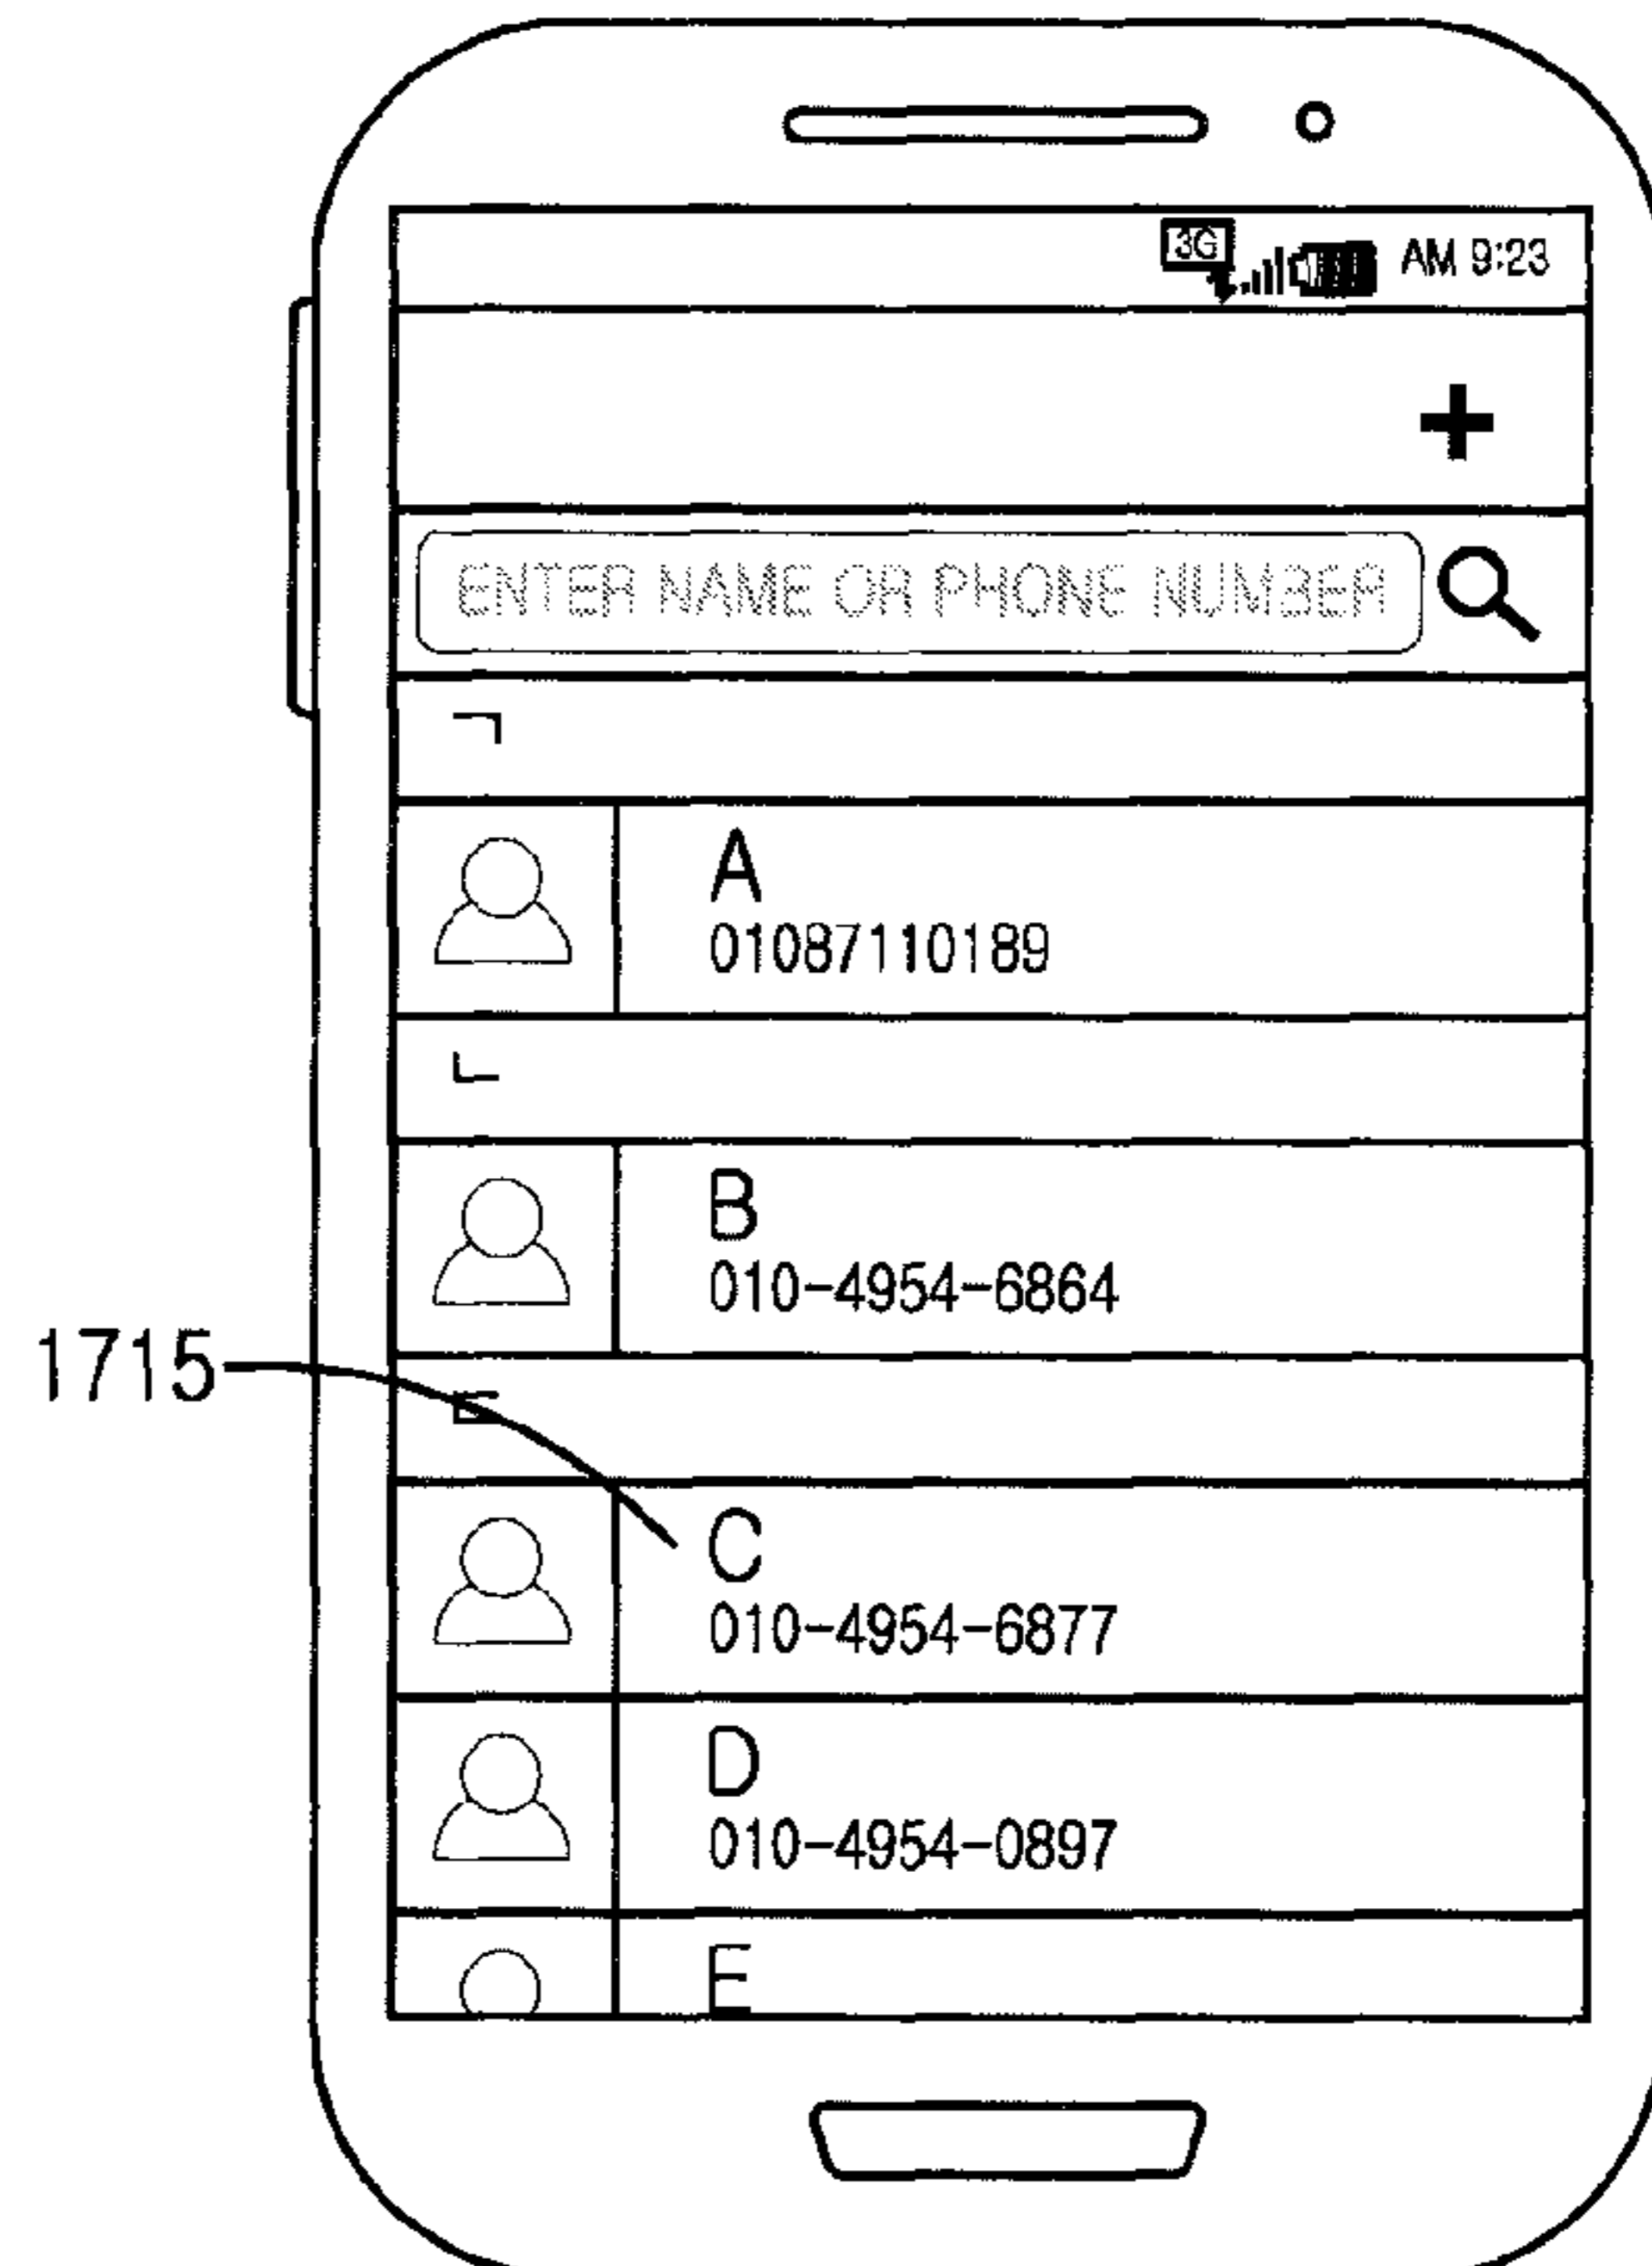 3G AM 9:23
+
ENTER NAME OR PHONE NUMBER
ㄱ
A
01087110189
ㄴ
B
010-4954-6864
1715
ㄷ
C
010-4954-6877
D
010-4954-0897
E